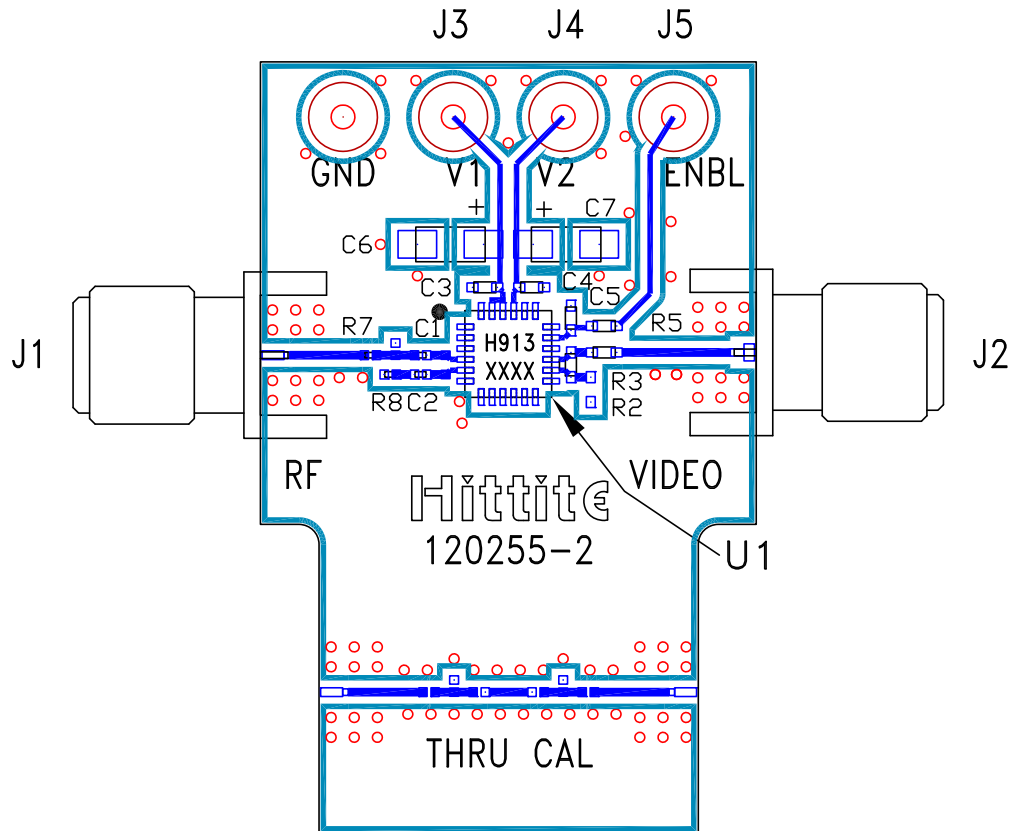 J3 J4 J5
GND V1 V2 ENBL
+ +
C7
C6
C3 C4
C5
R7 C1 R5
H913
XXXX
J1 J2
R8 C2 R3
R2
RF VIDEO
Hittite
120255-2
U1
THRU CAL